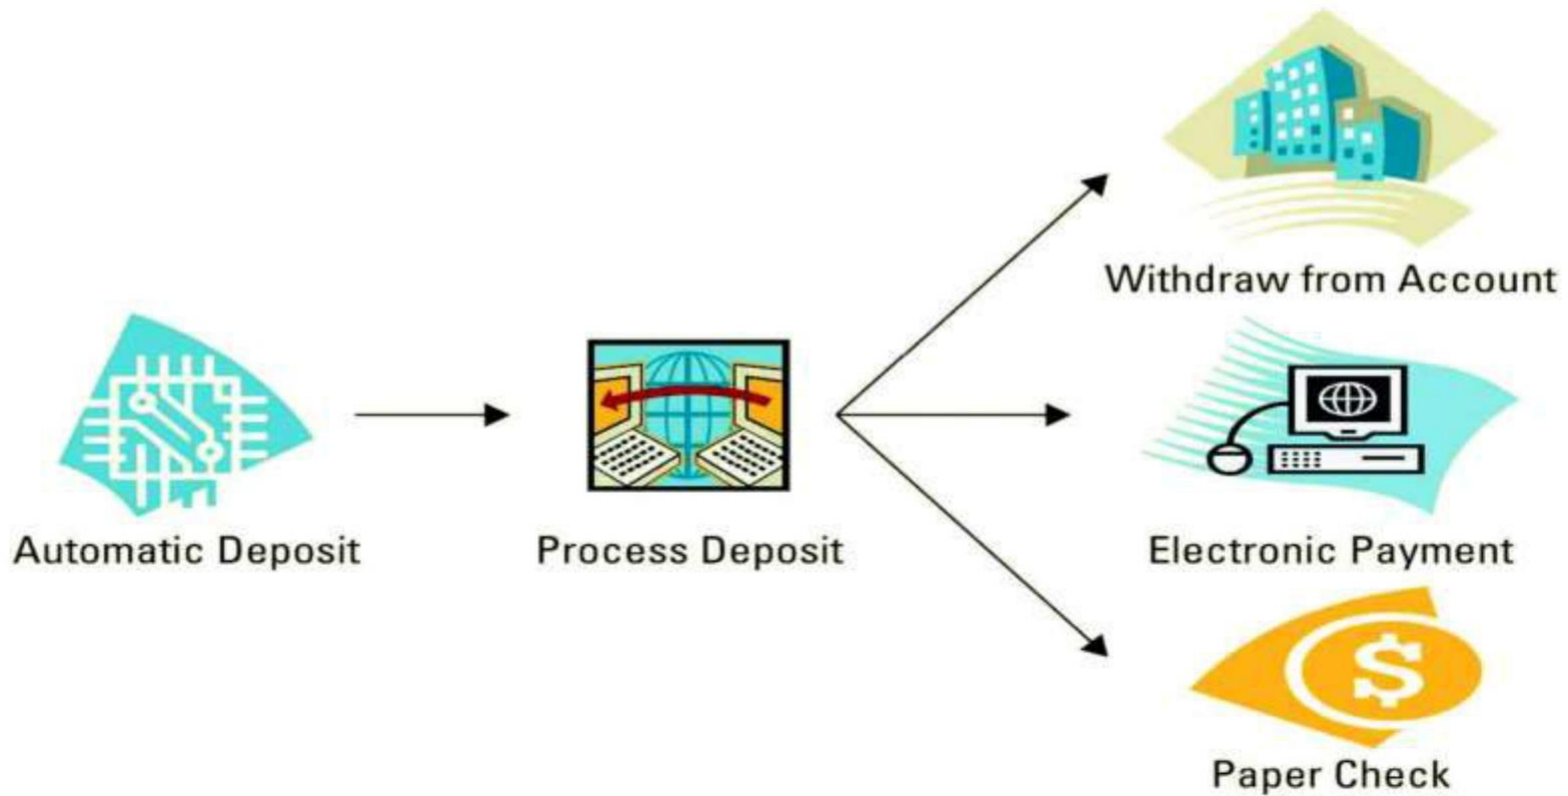 Withdraw from Account
Automatic Deposit
Process Deposit
Electronic Payment
$
Paper Check